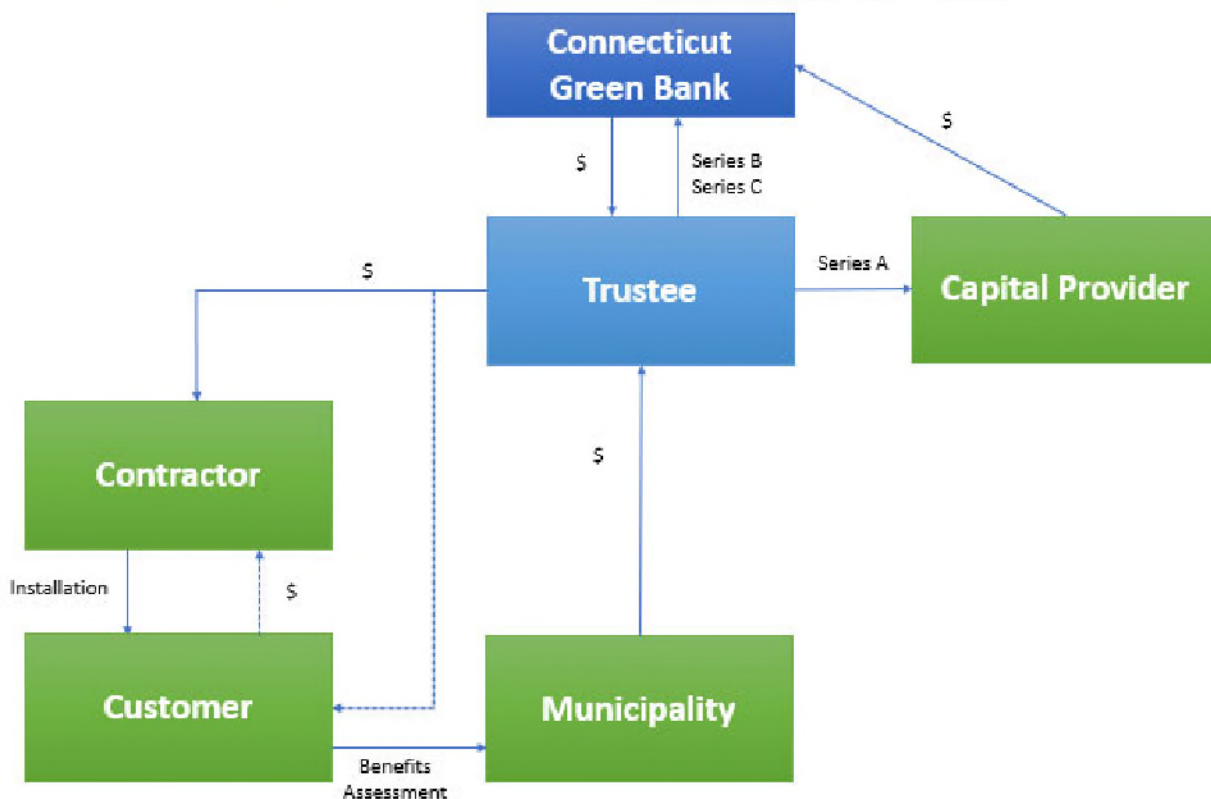 Connecticut
Green Bank
$
$
Series B
Series C
$
Series A
Trustee
Capital Provider
Contractor
$
Installation
$
Customer
Municipality
Benefits
Assessment